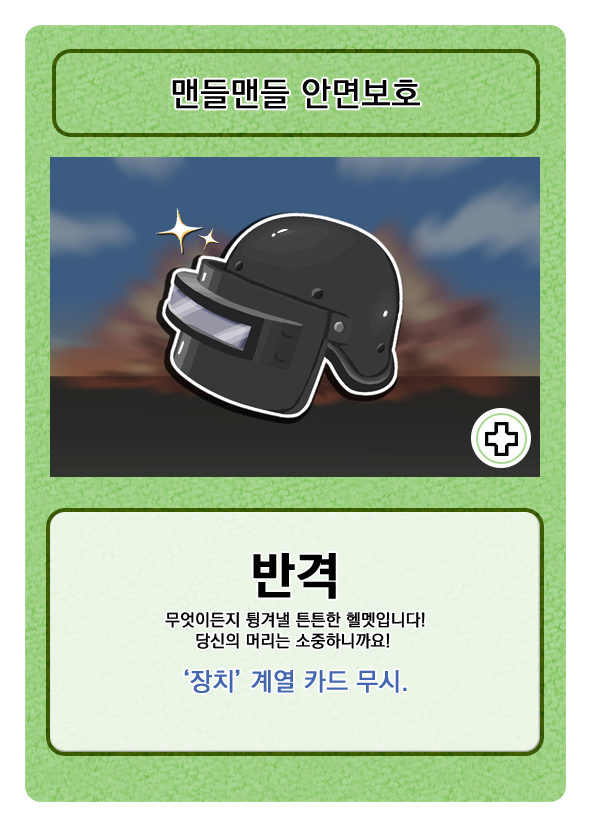 맨들맨들 안면보호
반격
무엇이든지 튕겨낼 튼튼한 헬멧입니다!
당신의 머리는 소중하니까요!
‘장치’ 계열 카드 무시.